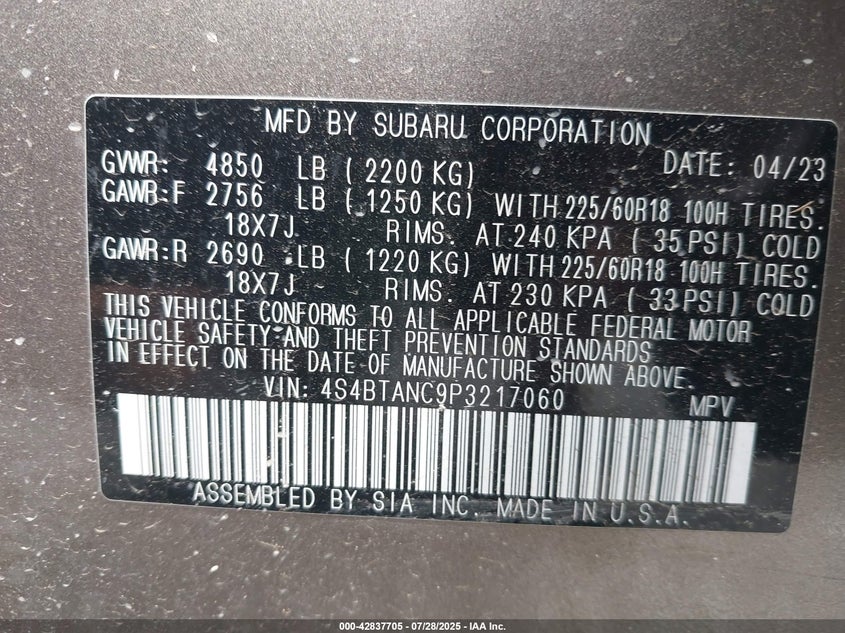 MFD BY SUBARU CORPORATION
GVWR: 4850 LB ( 2200 KG) DATE: 04/23
GAWR:F 2756 LB ( 1250 KG) WITH 225/60R18 100H TIRES.
18X7J RIMS. AT 240 KPA ( 35 PSI) COLD
GAWR:R 2690 LB ( 1220 KG) WITH 225/60R18 100H TIRES.
18X7J RIMS. AT 230 KPA ( 33 PSI) COLD
THIS VEHICLE CONFORMS TO ALL APPLICABLE FEDERAL MOTOR
VEHICLE SAFETY AND THEFT PREVENTION STANDARDS
IN EFFECT ON THE DATE OF MANUFACTURE SHOWN ABOVE.
VIN: 4S4BTANC9P3217060 MPV
ASSEMBLED BY SIA INC. MADE IN U.S.A.
000-42837705 | 07/28/2025 - IAA Inc.